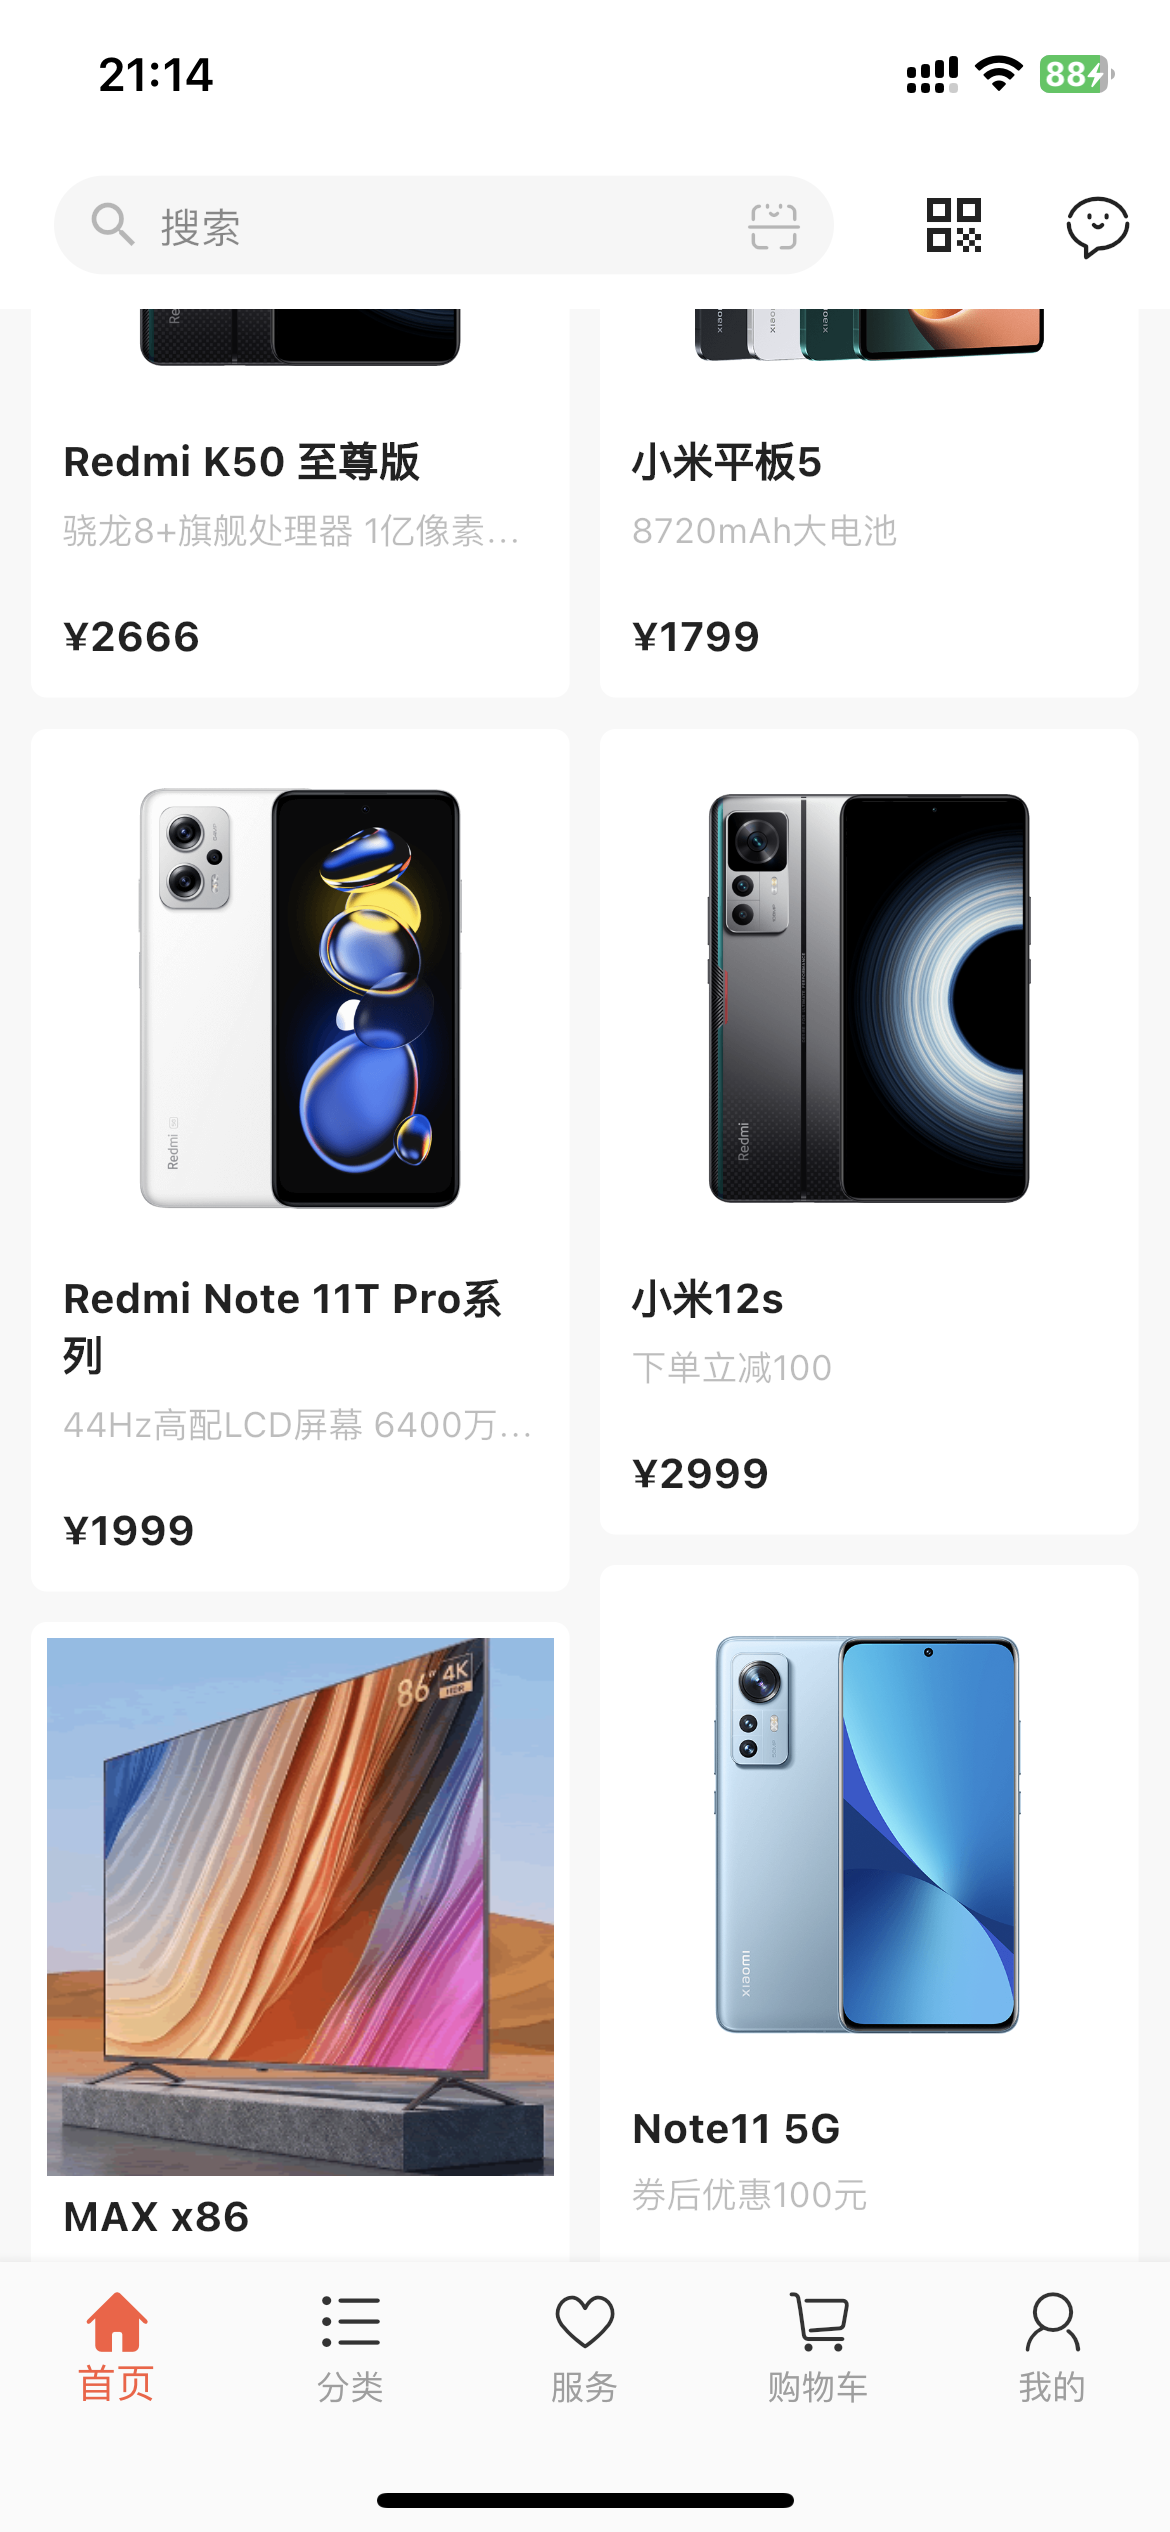 21:14
88
搜索
Redmi K50 至尊版
骁龙8+旗舰处理器 1亿像素...
¥2666
小米平板5
8720mAh大电池
¥1799
Redmi
Redmi Note 11T Pro系
列
44Hz高配LCD屏幕 6400万...
¥1999
Redmi
小米12s
下单立减100
¥2999
86" 4K
HDR
MAX x86
xiaomi
Note11 5G
券后优惠100元
首页
分类
服务
购物车
我的